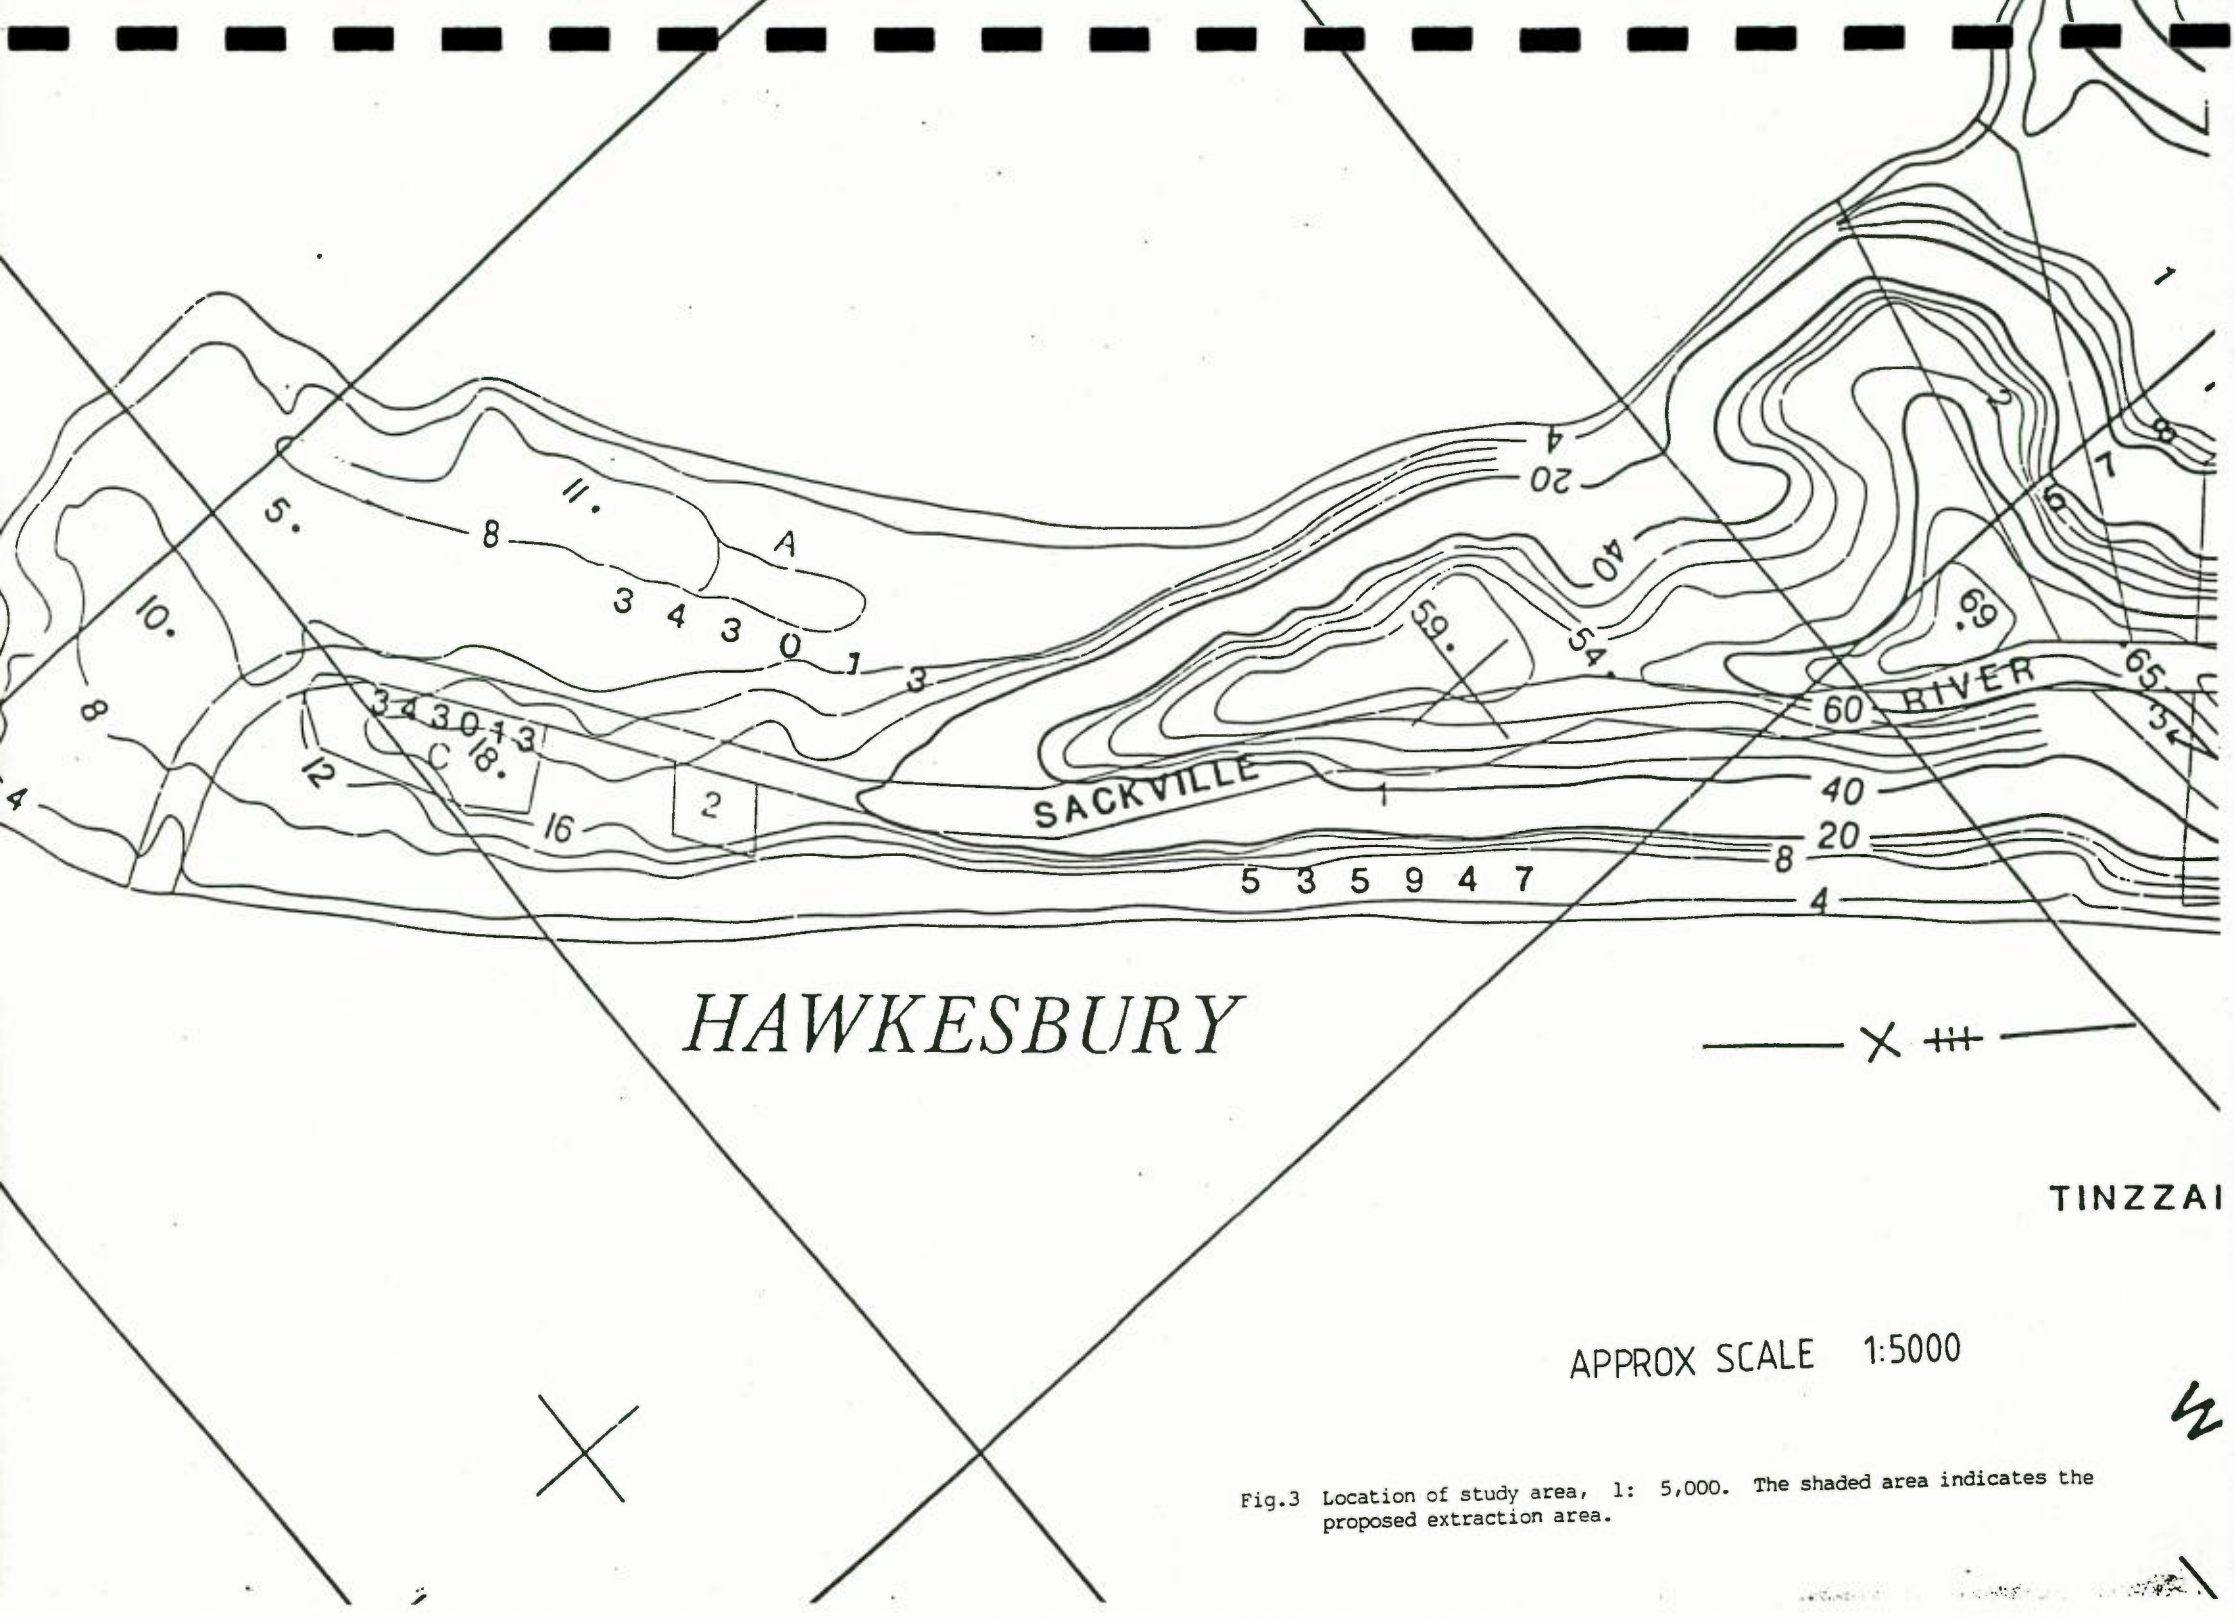 1
4
20
2
8
7
6
11.
5.
8
A
40
3 4 3 0 1 3
59.
54.
69.
10.
.65
RIVER
3
8
343013
C
18.
60
12
4
16
2
SACKVILLE
1
40
20
8
5 3 5 9 4 7
4
HAWKESBURY
X
TINZZAI
APPROX SCALE 1:5000
Fig.3 Location of study area, 1: 5,000. The shaded area indicates the
proposed extraction area.